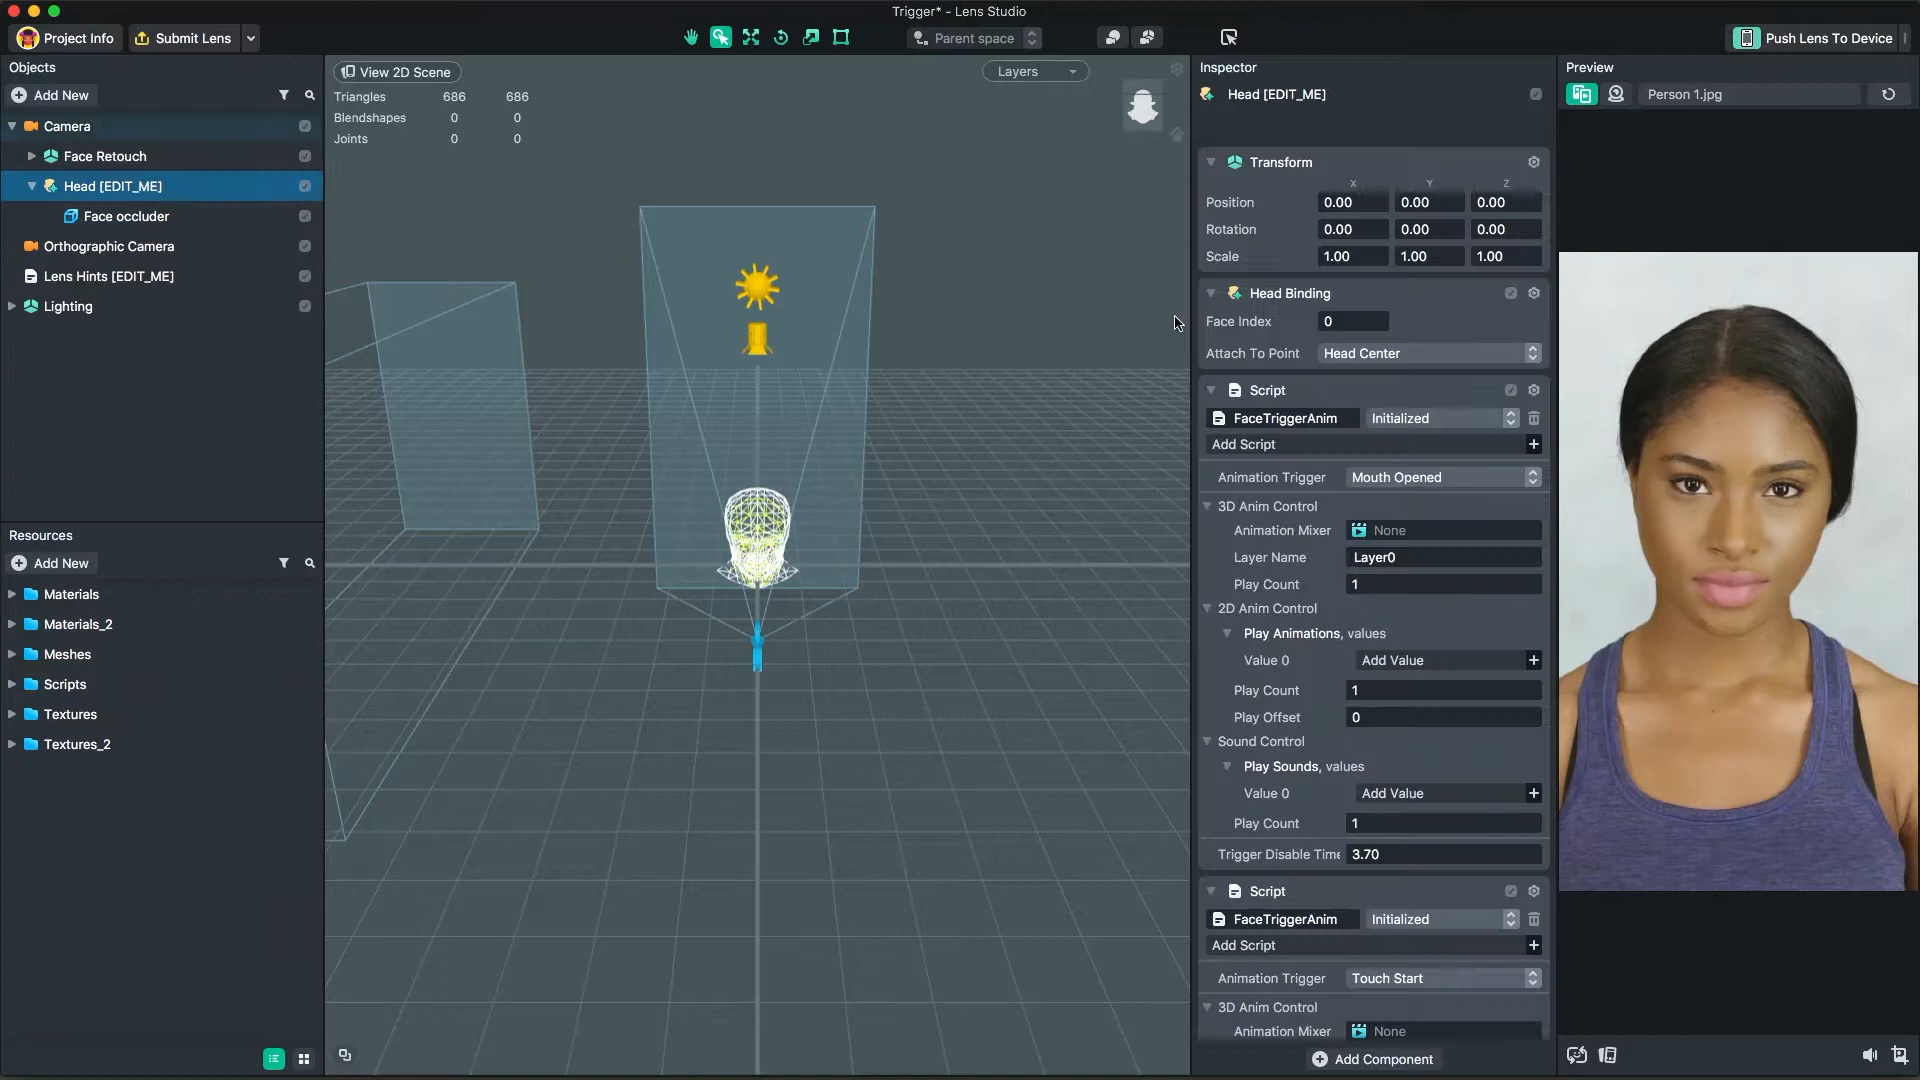 Trigger* - Lens Studio
Project Info
Submit Lens
Parent space
Push Lens To Device
Objects
Add New
Camera
Face Retouch
Head [EDIT_ME]
Face occluder
Orthographic Camera
Lens Hints [EDIT_ME]
Lighting
Resources
Add New
Materials
Materials_2
Meshes
Scripts
Textures
Textures_2
View 2D Scene
Layers
Triangles 686 686
Blendshapes 0 0
Joints 0 0
Inspector
Head [EDIT_ME]
Transform
X Y Z
Position 0.00 0.00 0.00
Rotation 0.00 0.00 0.00
Scale 1.00 1.00 1.00
Head Binding
Face Index 0
Attach To Point Head Center
Script
FaceTriggerAnim Initialized
Add Script
Animation Trigger Mouth Opened
3D Anim Control
Animation Mixer None
Layer Name Layer0
Play Count 1
2D Anim Control
Play Animations, values
Value 0 Add Value
Play Count 1
Play Offset 0
Sound Control
Play Sounds, values
Value 0 Add Value
Play Count 1
Trigger Disable Time 3.70
Script
FaceTriggerAnim Initialized
Add Script
Animation Trigger Touch Start
3D Anim Control
Animation Mixer None
Add Component
Preview
Person 1.jpg